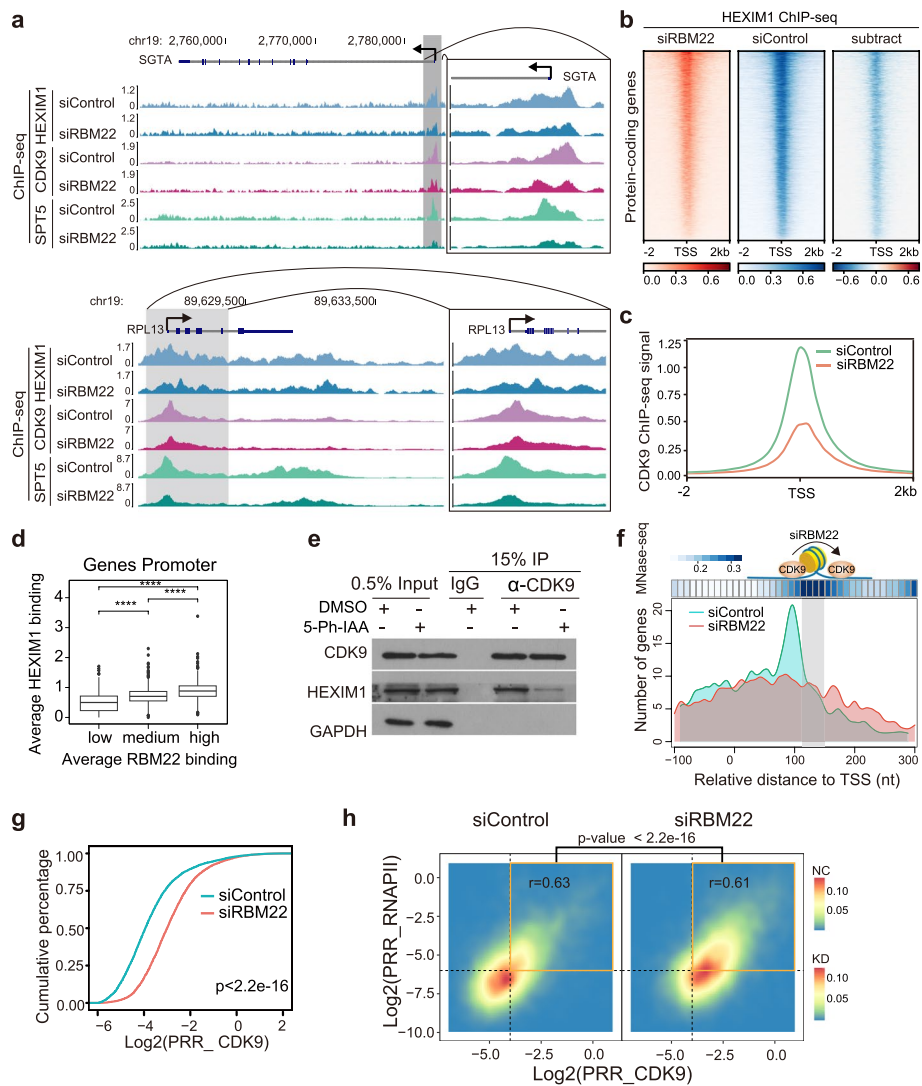 a
chr19: 2,760,000 2,770,000 2,780,000
SGTA
SGTA
ChIP-seq
HEXIM1
siControl 1.2 0
siRBM22 1.2 0
CDK9
siControl 1.9 0
siRBM22 1.9 0
SPT5
siControl 2.5 0
siRBM22 2.5 0
chr19: 89,629,500 89,633,500
RPL13
RPL13
ChIP-seq
HEXIM1
siControl 1.7 0
siRBM22 1.7 0
CDK9
siControl 7 0
siRBM22 7 0
SPT5
siControl 8.7 0
siRBM22 8.7 0
b
HEXIM1 ChIP-seq
siRBM22 siControl subtract
Protein-coding genes
-2 TSS 2kb -2 TSS 2kb -2 TSS 2kb
0.0 0.3 0.6 0.0 0.3 0.6 −0.6 0.0 0.6
c
CDK9 ChIP-seq signal
1.25
1.00
0.75
0.50
0.25
0.00
siControl
siRBM22
-2 TSS 2kb
d
Genes Promoter
Average HEXIM1 binding
4
3
2
1
0
****
**** ****
low medium high
Average RBM22 binding
e
15% IP
0.5% Input IgG α-CDK9
DMSO + - + + -
5-Ph-IAA - + - - +
CDK9
HEXIM1
GAPDH
f
MNase-seq
0.2 0.3
siRBM22
CDK9 CDK9
siControl
siRBM22
Number of genes
20
15
10
5
0
−100 0 100 200 300
Relative distance to TSS (nt)
g
Cumulative percentage
1.00
0.75
0.50
0.25
0.00
siControl
siRBM22
p<2.2e-16
−6 −4 −2 0 2
Log2(PRR_ CDK9)
h
siControl siRBM22
p-value < 2.2e-16
r=0.63 r=0.61
Log2(PRR_RNAPII)
0.0
−2.5
−5.0
−7.5
−10.0
−5.0 −2.5 0.0 −5.0 −2.5 0.0
Log2(PRR_CDK9)
NC
0.10
0.05
KD
0.10
0.05